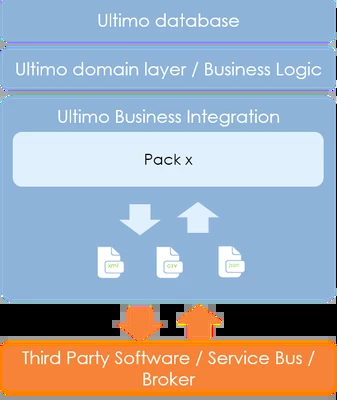 Ultimo database
Ultimo domain layer / Business Logic
Ultimo Business Integration
Pack x
xml
csv
json
Third Party Software / Service Bus /
Broker